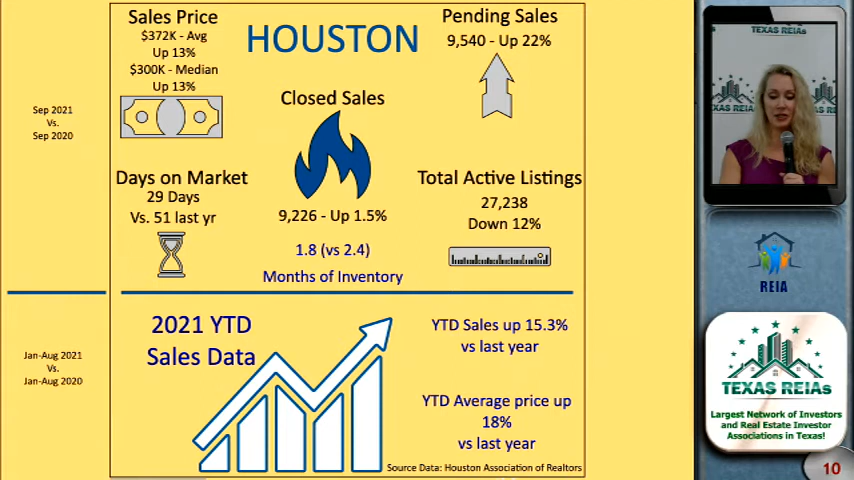 Sales Price
$372K - Avg
Up 13%
$300K - Median
Up 13%
HOUSTON
Pending Sales
9,540 - Up 22%
Sep 2021
Vs.
Sep 2020
Closed Sales
9,226 - Up 1.5%
1.8 (vs 2.4)
Months of Inventory
Days on Market
29 Days
Vs. 51 last yr
Total Active Listings
27,238
Down 12%
Jan-Aug 2021
Vs.
Jan-Aug 2020
2021 YTD
Sales Data
YTD Sales up 15.3%
vs last year
YTD Average price up
18%
vs last year
Source Data: Houston Association of Realtors
TEXAS REIAs
REIA
TEXAS REIAs
Largest Network of Investors
and Real Estate Investor
Associations in Texas!
10